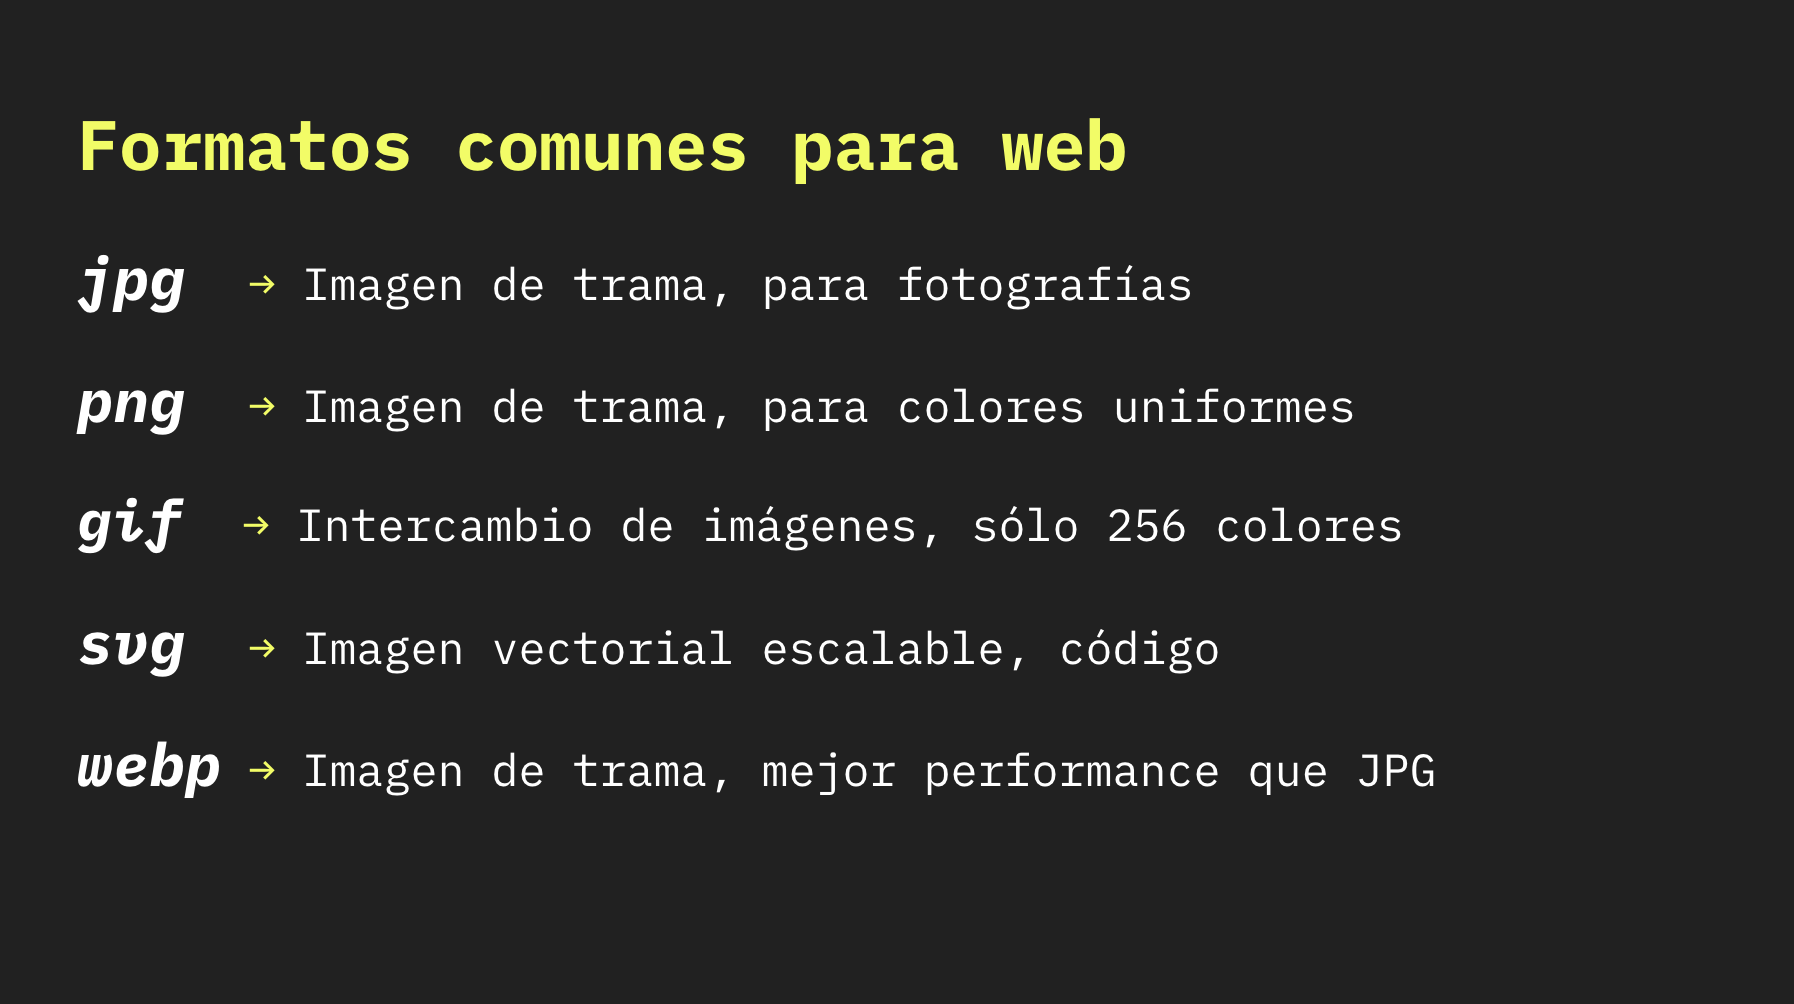 Formatos comunes para web
jpg → Imagen de trama, para fotografías
png → Imagen de trama, para colores uniformes
gif → Intercambio de imágenes, sólo 256 colores
svg → Imagen vectorial escalable, código
webp → Imagen de trama, mejor performance que JPG